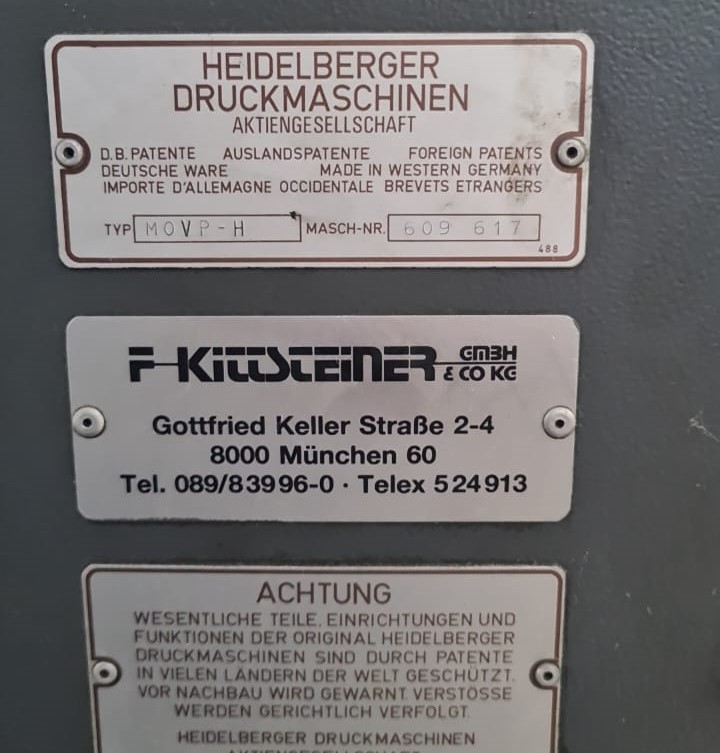 HEIDELBERGER
DRUCKMASCHINEN
AKTIENGESELLSCHAFT
D.B. PATENTE AUSLANDSPATENTE FOREIGN PATENTS
DEUTSCHE WARE MADE IN WESTERN GERMANY
IMPORTE D'ALLEMAGNE OCCIDENTALE BREVETS ETRANGERS
TYP MOVP-H MASCH-NR. 609 617
488
F KITTSTEINER GMBH & CO KG
Gottfried Keller Straße 2-4
8000 München 60
Tel. 089/83996-0 · Telex 524913
ACHTUNG
WESENTLICHE TEILE, EINRICHTUNGEN UND
FUNKTIONEN DER ORIGINAL HEIDELBERGER
DRUCKMASCHINEN SIND DURCH PATENTE
IN VIELEN LÄNDERN DER WELT GESCHÜTZT.
VOR NACHBAU WIRD GEWARNT. VERSTÖSSE
WERDEN GERICHTLICH VERFOLGT.
HEIDELBERGER DRUCKMASCHINEN
AKTIENGESELLSCHAFT